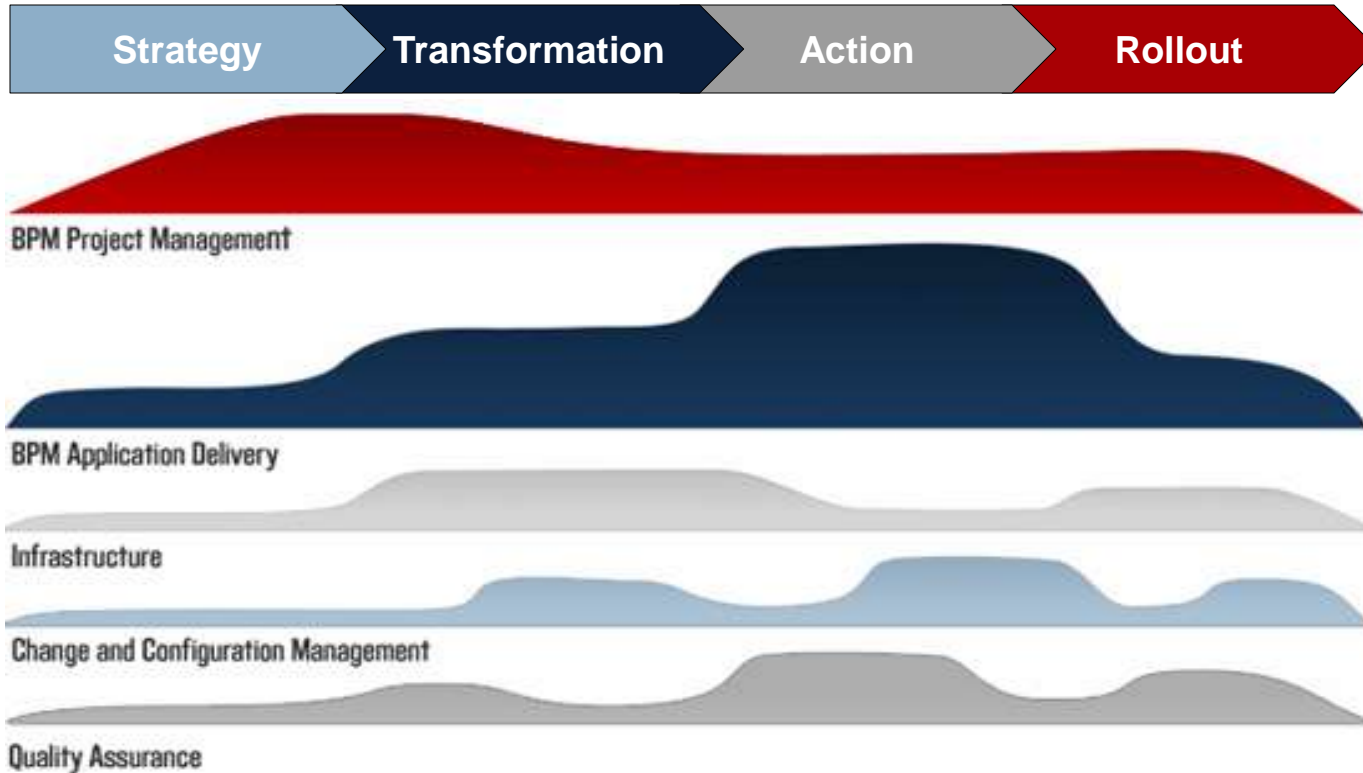 Strategy
Transformation
Action
Rollout
BPM Project Management
BPM Application Delivery
Infrastructure
Change and Configuration Management
Quality Assurance